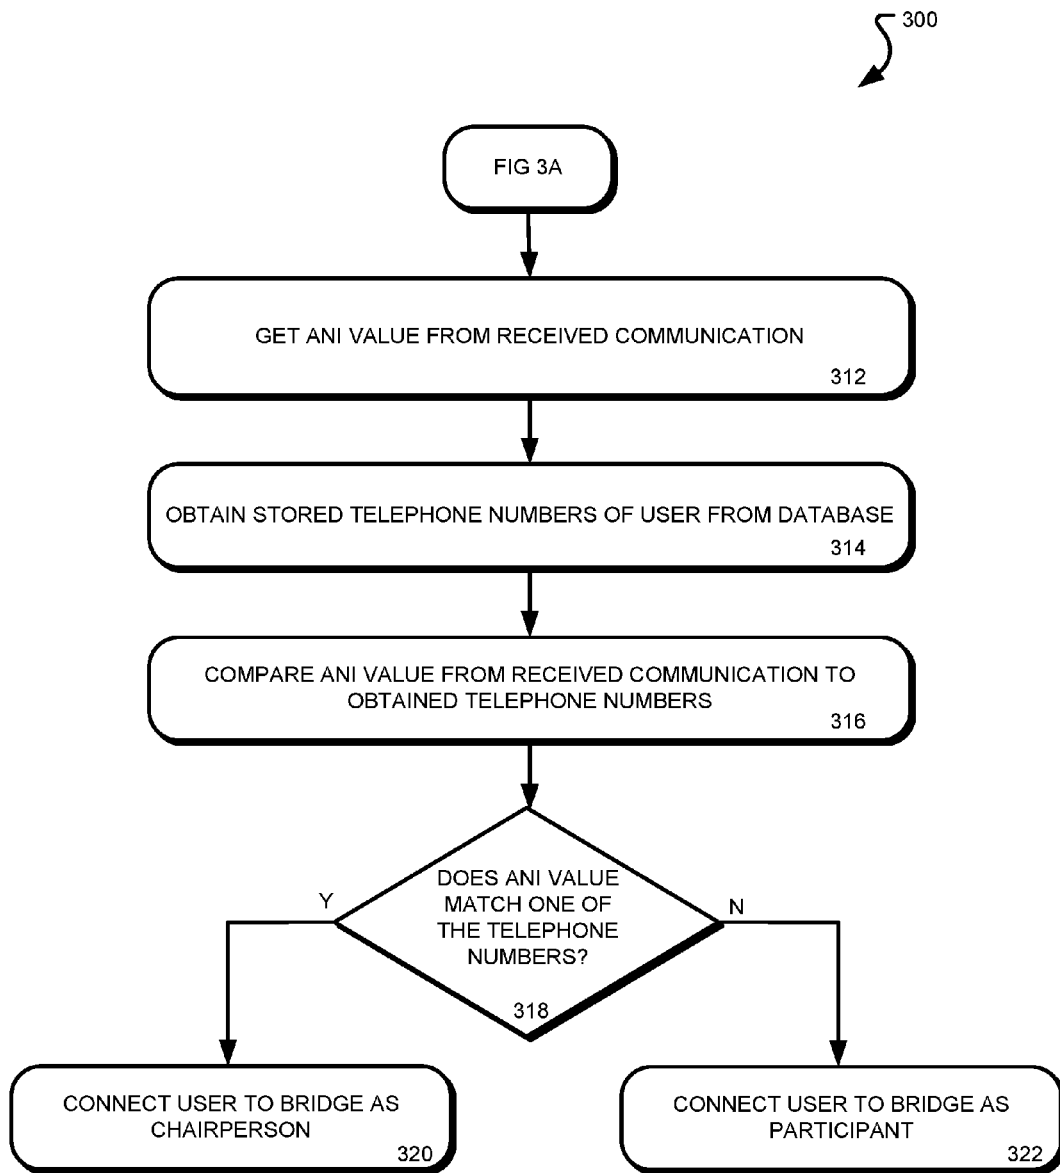 300
FIG 3A
GET ANI VALUE FROM RECEIVED COMMUNICATION
312
OBTAIN STORED TELEPHONE NUMBERS OF USER FROM DATABASE
314
COMPARE ANI VALUE FROM RECEIVED COMMUNICATION TO
OBTAINED TELEPHONE NUMBERS
316
DOES ANI VALUE
MATCH ONE OF
THE TELEPHONE
NUMBERS?
318
Y
N
CONNECT USER TO BRIDGE AS
CHAIRPERSON
320
CONNECT USER TO BRIDGE AS
PARTICIPANT
322